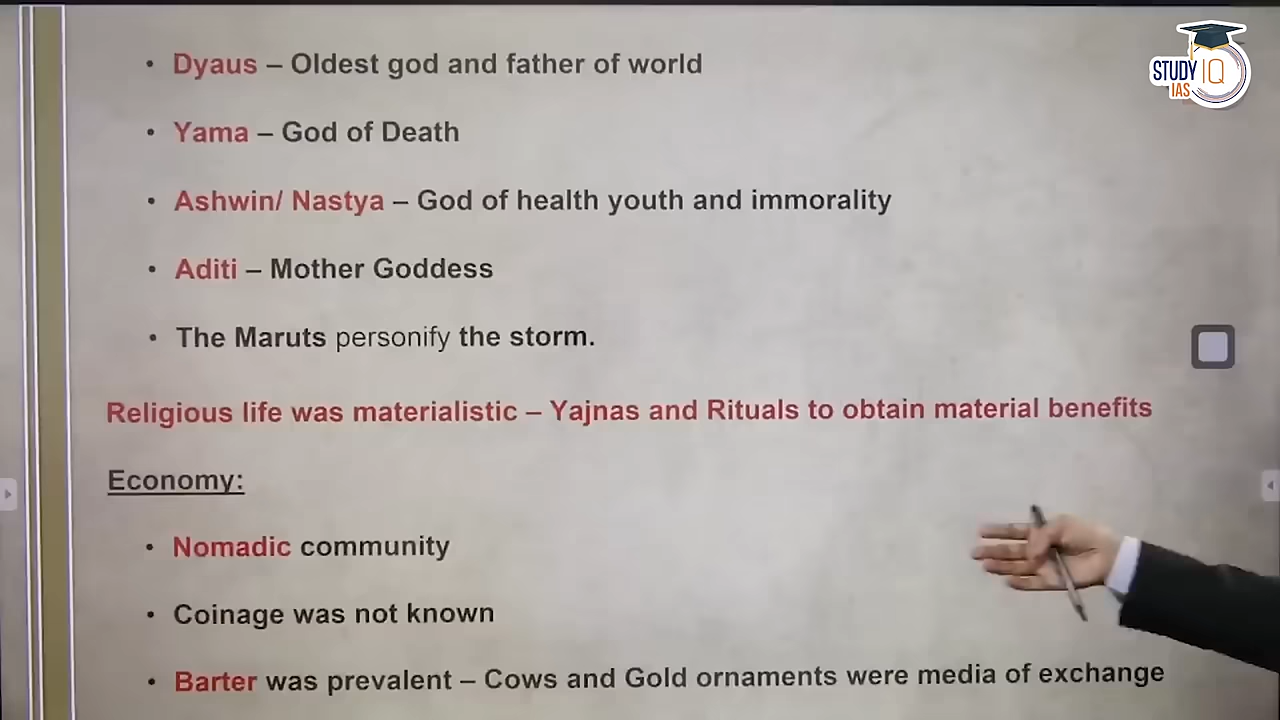 STUDY IQ
IAS
• Dyaus – Oldest god and father of world
• Yama – God of Death
• Ashwin/ Nastya – God of health youth and immorality
• Aditi – Mother Goddess
• The Maruts personify the storm.
Religious life was materialistic – Yajnas and Rituals to obtain material benefits
Economy:
• Nomadic community
• Coinage was not known
• Barter was prevalent – Cows and Gold ornaments were media of exchange